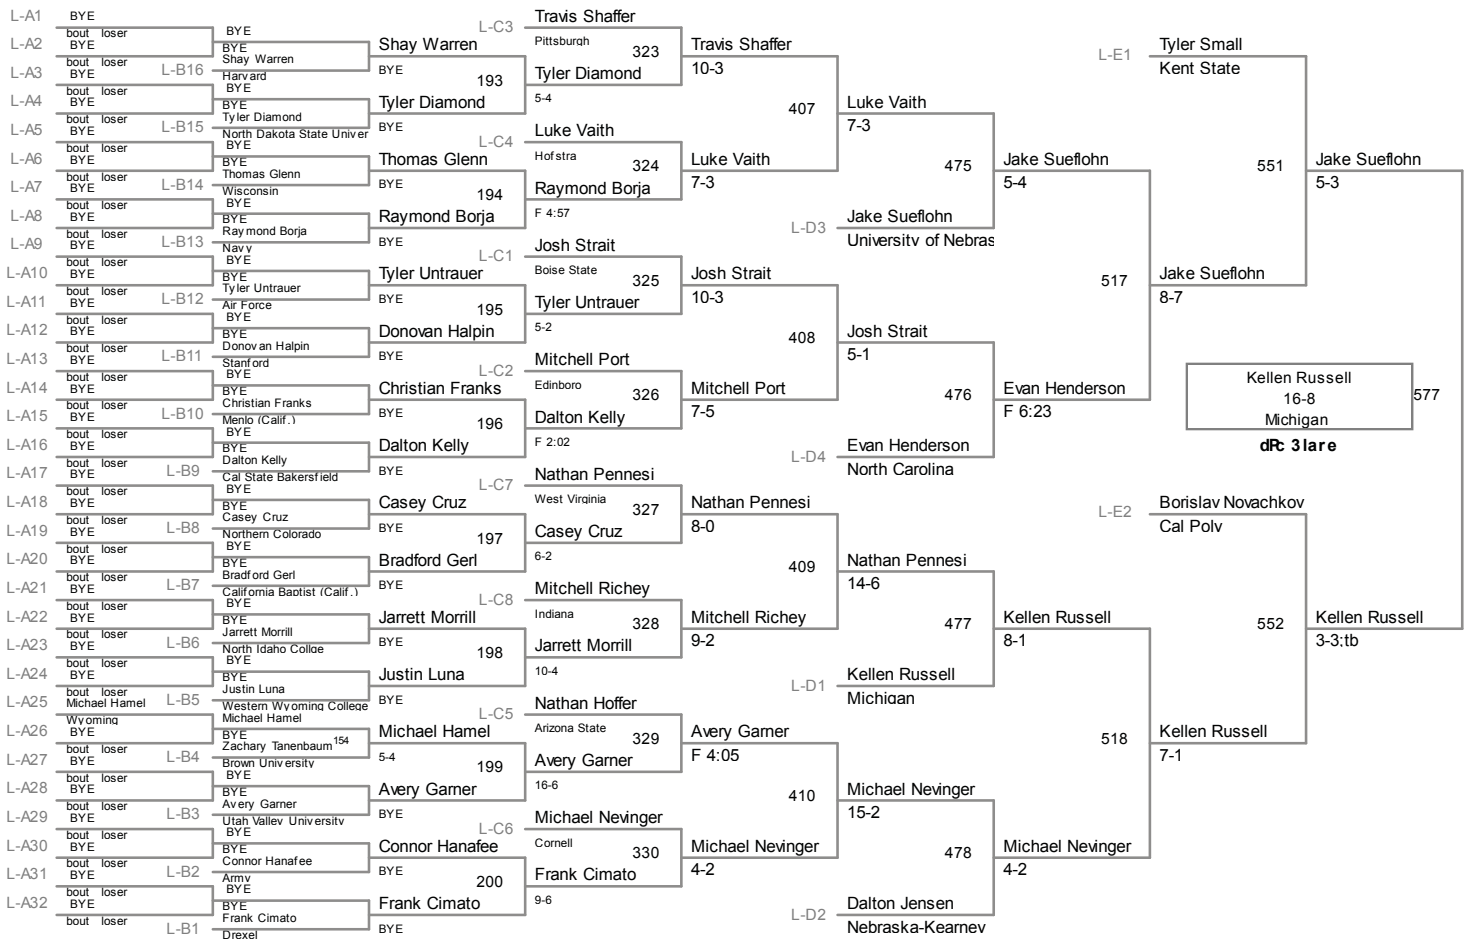 L-A1 BYE
bout loser
L-A2 BYE
bout loser
L-A3 BYE
bout loser
L-A4 BYE
bout loser
L-A5 BYE
bout loser
L-A6 BYE
bout loser
L-A7 BYE
bout loser
L-A8 BYE
bout loser
L-A9 BYE
bout loser
L-A10 BYE
bout loser
L-A11 BYE
bout loser
L-A12 BYE
bout loser
L-A13 BYE
bout loser
L-A14 BYE
bout loser
L-A15 BYE
bout loser
L-A16 BYE
bout loser
L-A17 BYE
bout loser
L-A18 BYE
bout loser
L-A19 BYE
bout loser
L-A20 BYE
bout loser
L-A21 BYE
bout loser
L-A22 BYE
bout loser
L-A23 BYE
bout loser
L-A24 BYE
bout loser
L-A25 Michael Hamel
Wyoming
L-A26 BYE
bout loser
L-A27 BYE
bout loser
L-A28 BYE
bout loser
L-A29 BYE
bout loser
L-A30 BYE
bout loser
L-A31 BYE
bout loser
L-A32 BYE
bout loser
BYE
BYE
L-B16 Shay Warren
Harvard
BYE
BYE
L-B15 Tyler Diamond
North Dakota State Univer
BYE
BYE
L-B14 Thomas Glenn
Wisconsin
BYE
BYE
L-B13 Raymond Borja
Navy
BYE
BYE
L-B12 Tyler Untrauer
Air Force
BYE
BYE
L-B11 Donovan Halpin
Stanford
BYE
BYE
L-B10 Christian Franks
Menlo (Calif.)
BYE
BYE
L-B9 Dalton Kelly
Cal State Bakersfield
BYE
BYE
L-B8 Casey Cruz
Northern Colorado
BYE
BYE
L-B7 Bradford Gerl
California Baptist (Calif.)
BYE
BYE
L-B6 Jarrett Morrill
North Idaho Colloe
BYE
BYE
L-B5 Justin Luna
Western Wyoming College
Michael Hamel
BYE
L-B4 Zachary Tanenbaum 154
Brown University
BYE
BYE
L-B3 Avery Garner
Utah Valley University
BYE
BYE
L-B2 Connor Hanafee
Army
BYE
BYE
L-B1 Frank Cimato
Drexel
Shay Warren
BYE
193
Tyler Diamond
BYE
Thomas Glenn
BYE
194
Raymond Borja
BYE
Tyler Untrauer
BYE
195
Donovan Halpin
BYE
Christian Franks
BYE
196
Dalton Kelly
BYE
Casey Cruz
BYE
197
Bradford Gerl
BYE
Jarrett Morrill
BYE
198
Justin Luna
BYE
Michael Hamel
5-4
199
Avery Garner
BYE
Connor Hanafee
BYE
200
Frank Cimato
BYE
L-C3 Travis Shaffer
Pittsburgh 323
Tyler Diamond
5-4
L-C4 Luke Vaith
Hofstra 324
Raymond Borja
F 4:57
L-C1 Josh Strait
Boise State 325
Tyler Untrauer
5-2
L-C2 Mitchell Port
Edinboro 326
Dalton Kelly
F 2:02
L-C7 Nathan Pennesi
West Virginia 327
Casey Cruz
6-2
L-C8 Mitchell Richey
Indiana 328
Jarrett Morrill
10-4
L-C5 Nathan Hoffer
Arizona State 329
Avery Garner
16-6
L-C6 Michael Nevinger
Cornell 330
Frank Cimato
9-6
Travis Shaffer
10-3
407
Luke Vaith
7-3
Josh Strait
10-3
408
Mitchell Port
7-5
Nathan Pennesi
8-0
409
Mitchell Richey
9-2
Avery Garner
F 4:05
410
Michael Nevinger
4-2
Luke Vaith
7-3
475
L-D3 Jake Sueflohn
University of Nebras
Josh Strait
5-1
476
L-D4 Evan Henderson
North Carolina
Nathan Pennesi
14-6
477
L-D1 Kellen Russell
Michigan
Michael Nevinger
15-2
478
L-D2 Dalton Jensen
Nebraska-Kearney
Jake Sueflohn
5-4
517
Evan Henderson
F 6:23
Kellen Russell
8-1
518
Michael Nevinger
4-2
L-E1 Tyler Small
Kent State
551
Jake Sueflohn
8-7
L-E2 Borislav Novachkov
Cal Poly
552
Kellen Russell
7-1
Jake Sueflohn
5-3
Kellen Russell
16-8
Michigan
577
dRc 3lare
Kellen Russell
3-3;tb